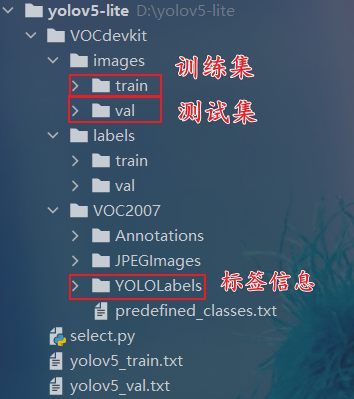 yolov5-lite D:\yolov5-lite
VOCdevkit
images
train 训练集
val 测试集
labels
train
val
VOC2007
Annotations
JPEGImages
YOLOLabels 标签信息
predefined_classes.txt
select.py
yolov5_train.txt
yolov5_val.txt